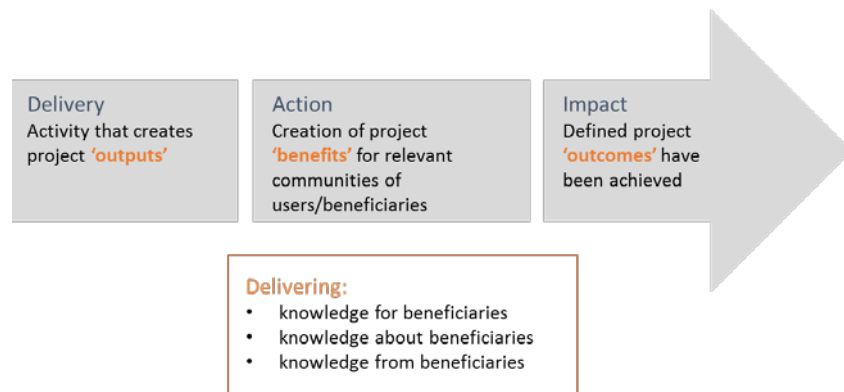 Delivery
Activity that creates
project ‘outputs’
Action
Creation of project
‘benefits’ for relevant
communities of
users/beneficiaries
Impact
Defined project
‘outcomes’ have
been achieved
Delivering:
• knowledge for beneficiaries
• knowledge about beneficiaries
• knowledge from beneficiaries